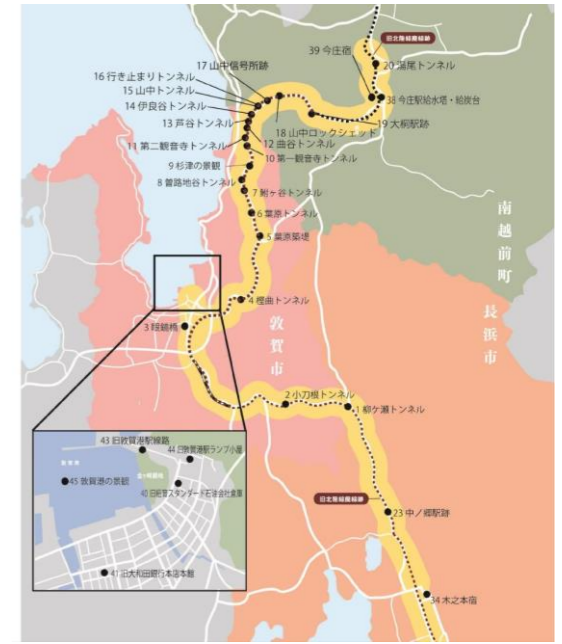 旧北陸線廃線跡
39 今庄宿
20 湯尾トンネル
17 山中信号所跡
16 行き止まりトンネル
15 山中トンネル
14 伊良谷トンネル
38 今庄駅給水塔・給炭台
13 芦谷トンネル
18 山中ロックシェッド
19 大桐駅跡
12 曲谷トンネル
11 第二観音寺トンネル
10 第一観音寺トンネル
9 杉津の景観
8 曽路地谷トンネル
7 鮒ヶ谷トンネル
6 葉原トンネル
5 葉原築堤
南越前町
長浜市
4 樫曲トンネル
敦賀市
3 眼鏡橋
2 小刀根トンネル
1 柳ケ瀬トンネル
43 旧敦賀港駅線路
44 旧敦賀港駅ランプ小屋
45 敦賀港の景観
40 旧紐育スタンダード石油会社倉庫
旧北陸線廃線跡
23 中ノ郷駅跡
41 旧大和田銀行本店本館
34 木之本宿